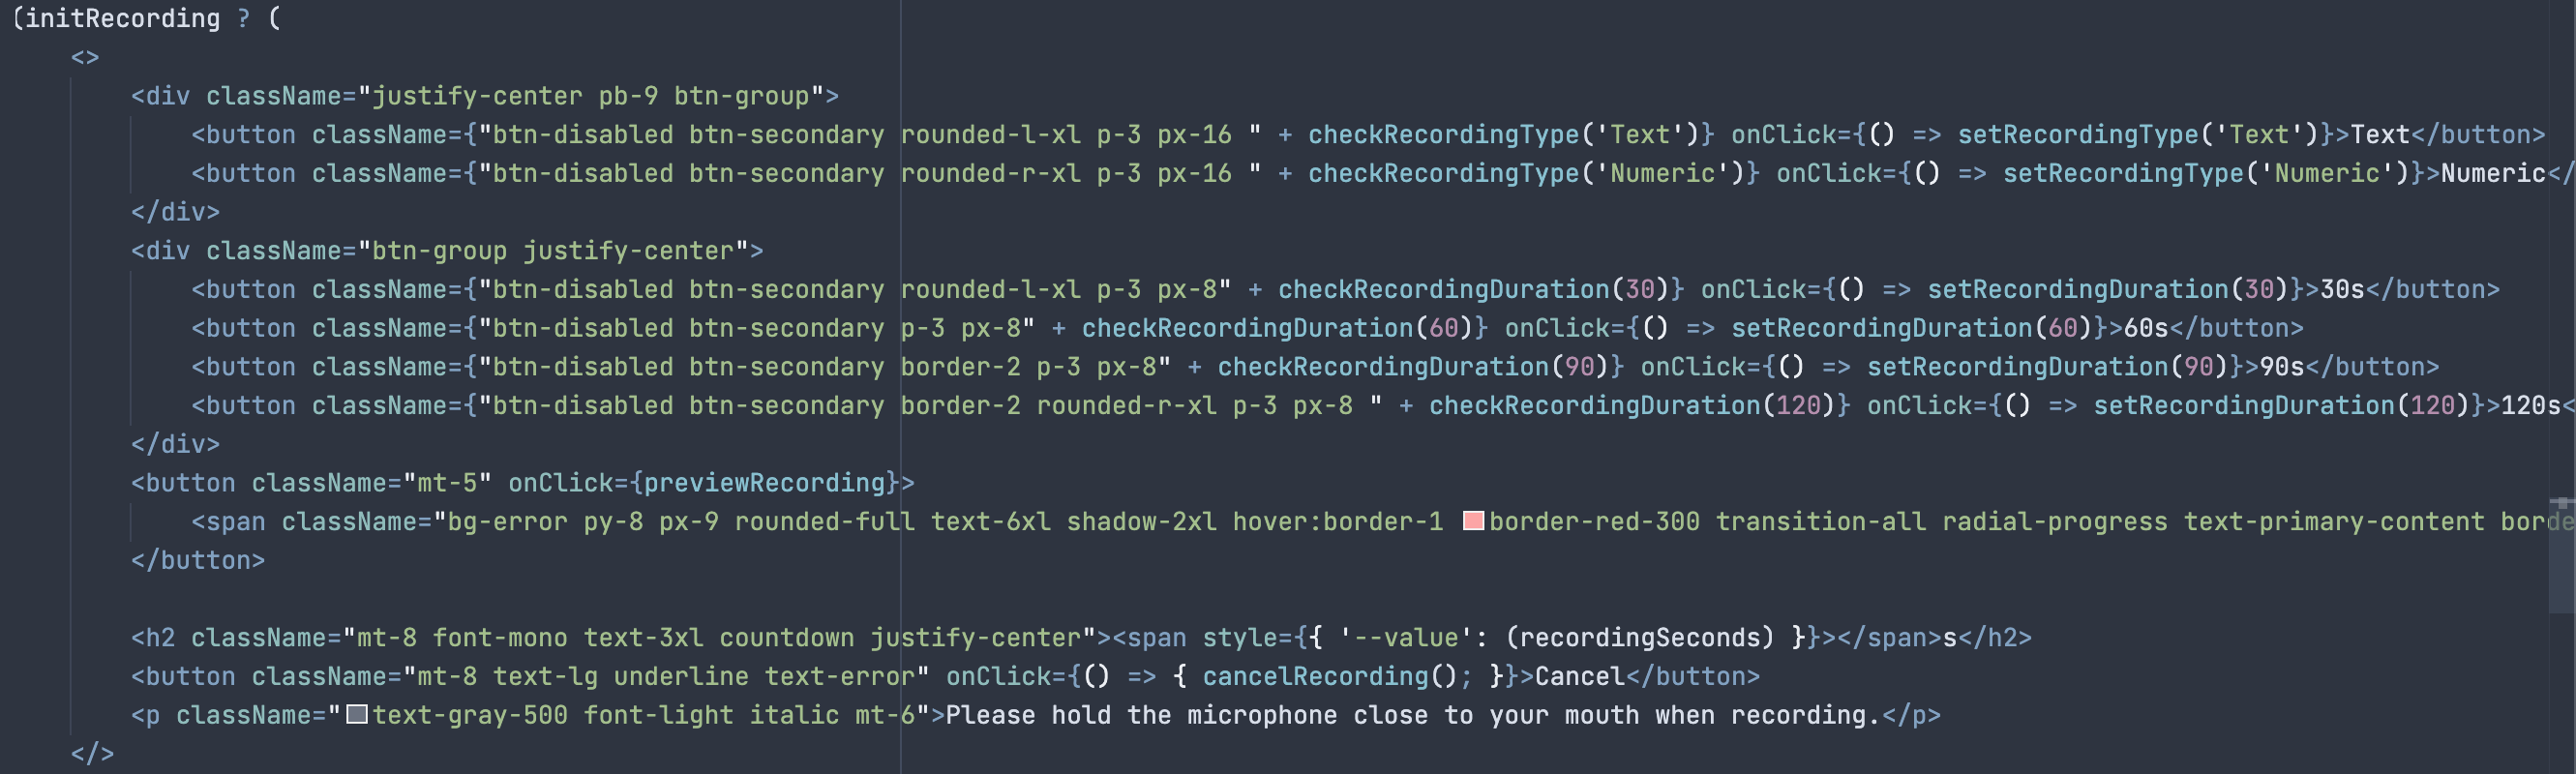 (initRecording ? (
<>
<div className="justify-center pb-9 btn-group">
<button className={"btn-disabled btn-secondary rounded-l-xl p-3 px-16 " + checkRecordingType('Text')} onClick={() => setRecordingType('Text')}>Text</button>
<button className={"btn-disabled btn-secondary rounded-r-xl p-3 px-16 " + checkRecordingType('Numeric')} onClick={() => setRecordingType('Numeric')}>Numeric</
</div>
<div className="btn-group justify-center">
<button className={"btn-disabled btn-secondary rounded-l-xl p-3 px-8" + checkRecordingDuration(30)} onClick={() => setRecordingDuration(30)}>30s</button>
<button className={"btn-disabled btn-secondary p-3 px-8" + checkRecordingDuration(60)} onClick={() => setRecordingDuration(60)}>60s</button>
<button className={"btn-disabled btn-secondary border-2 p-3 px-8" + checkRecordingDuration(90)} onClick={() => setRecordingDuration(90)}>90s</button>
<button className={"btn-disabled btn-secondary border-2 rounded-r-xl p-3 px-8 " + checkRecordingDuration(120)} onClick={() => setRecordingDuration(120)}>120s<
</div>
<button className="mt-5" onClick={previewRecording}>
<span className="bg-error py-8 px-9 rounded-full text-6xl shadow-2xl hover:border-1 border-red-300 transition-all radial-progress text-primary-content borde
</button>
<h2 className="mt-8 font-mono text-3xl countdown justify-center"><span style={{ '--value': (recordingSeconds) }}></span>s</h2>
<button className="mt-8 text-lg underline text-error" onClick={() => { cancelRecording(); }}>Cancel</button>
<p className="text-gray-500 font-light italic mt-6">Please hold the microphone close to your mouth when recording.</p>
</>